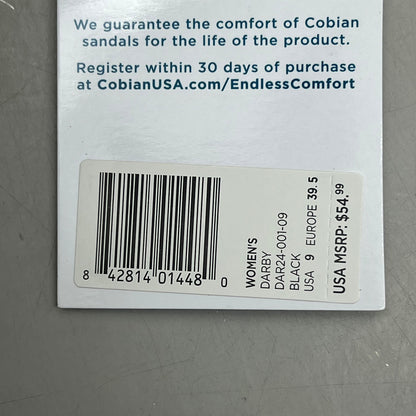 We guarantee the comfort of Cobian
sandals for the life of the product.
Register within 30 days of purchase
at CobianUSA.com/EndlessComfort
8 42814 01448 0
WOMEN'S
DARBY
DAR24-001-09
BLACK
USA 9 EUROPE 39.5
USA MSRP: $54.99